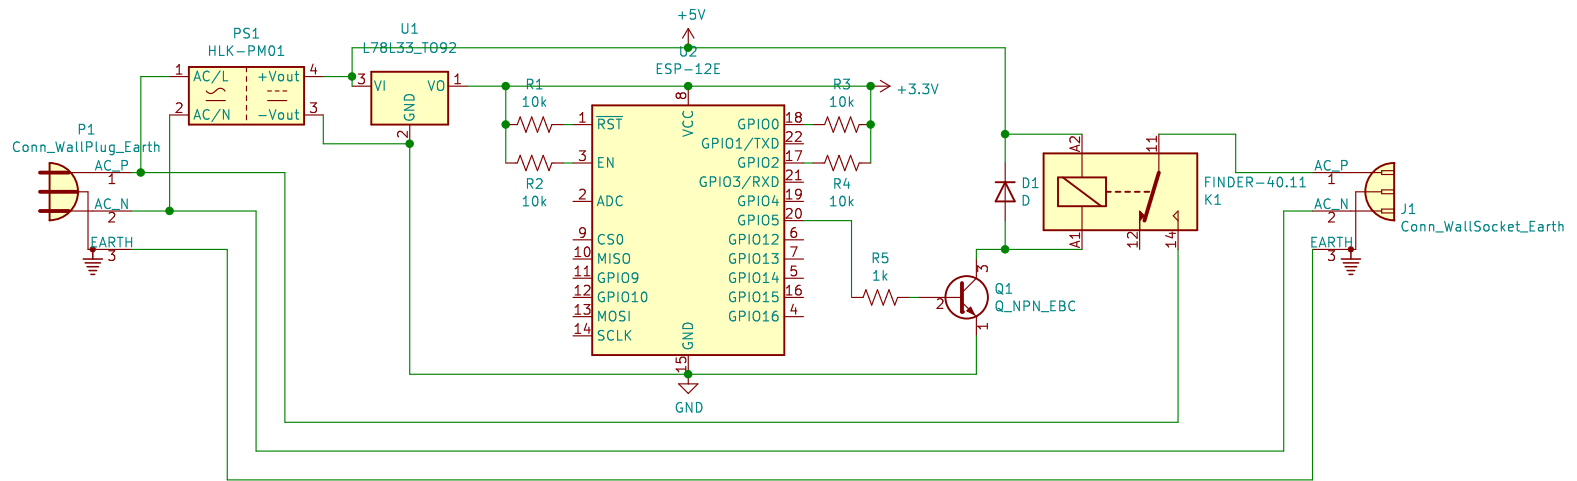 +5V
PS1
HLK-PM01
1
AC/L
+Vout
4
2
AC/N
-Vout
3
U1
L78L33_TO92
3
VI
VO
1
GND
2
U2
ESP-12E
+3.3V
R1
10k
R2
10k
R3
10k
R4
10k
8
VCC
1
RST
3
EN
2
ADC
9
CS0
10
MISO
11
GPIO9
12
GPIO10
13
MOSI
14
SCLK
GPIO0
18
GPIO1/TXD
22
GPIO2
17
GPIO3/RXD
21
GPIO4
19
GPIO5
20
GPIO12
6
GPIO13
7
GPIO14
5
GPIO15
16
GPIO16
4
GND
15
GND
P1
Conn_WallPlug_Earth
AC_P
1
AC_N
2
EARTH
3
R5
1k
Q1
Q_NPN_EBC
3
2
1
D1
D
A2
11
A1
12
14
FINDER-40.11
K1
AC_P
1
AC_N
2
EARTH
3
J1
Conn_WallSocket_Earth